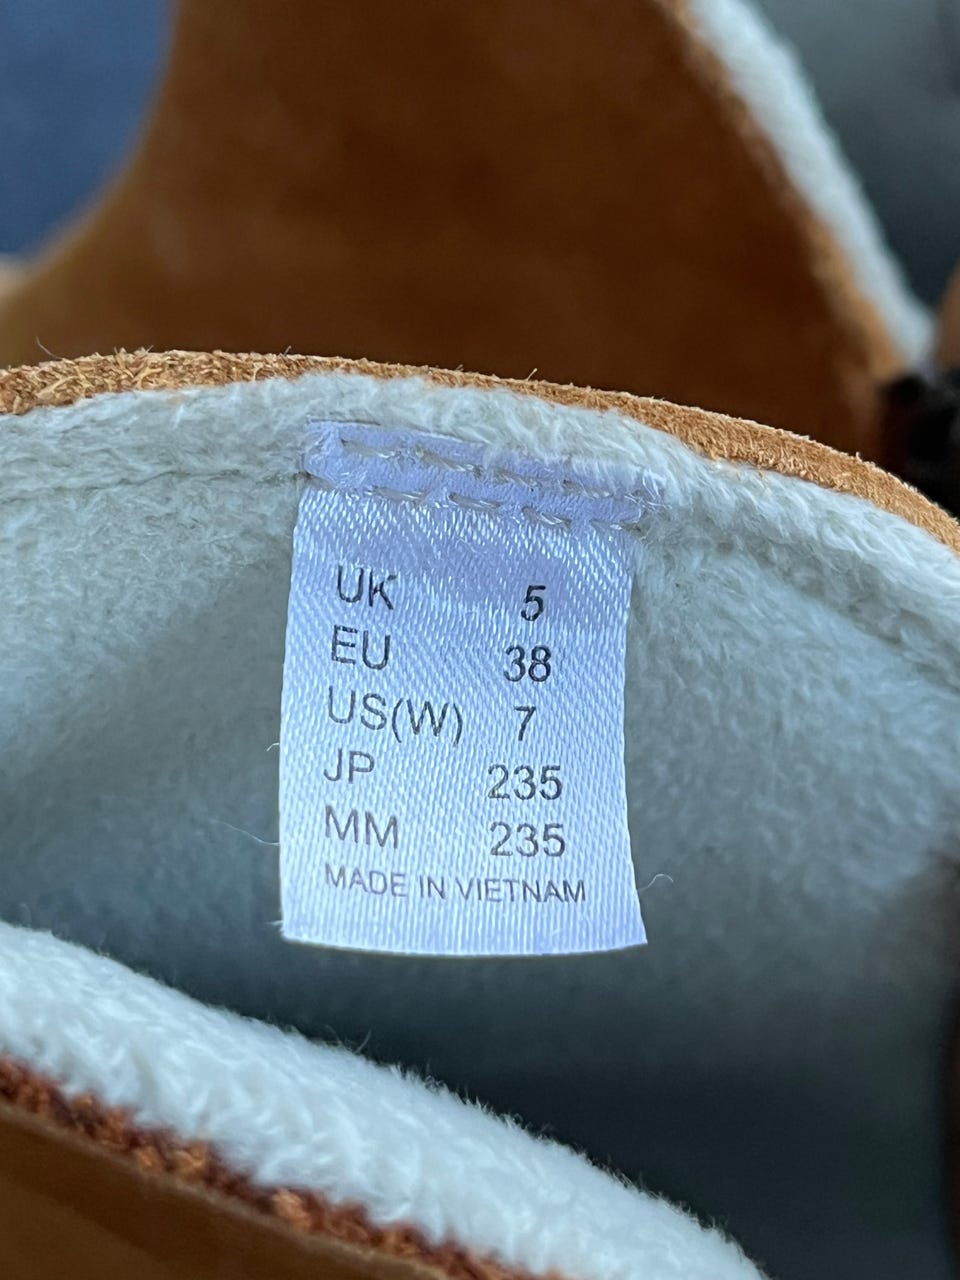 UK 5
EU 38
US(W) 7
JP 235
MM 235
MADE IN VIETNAM